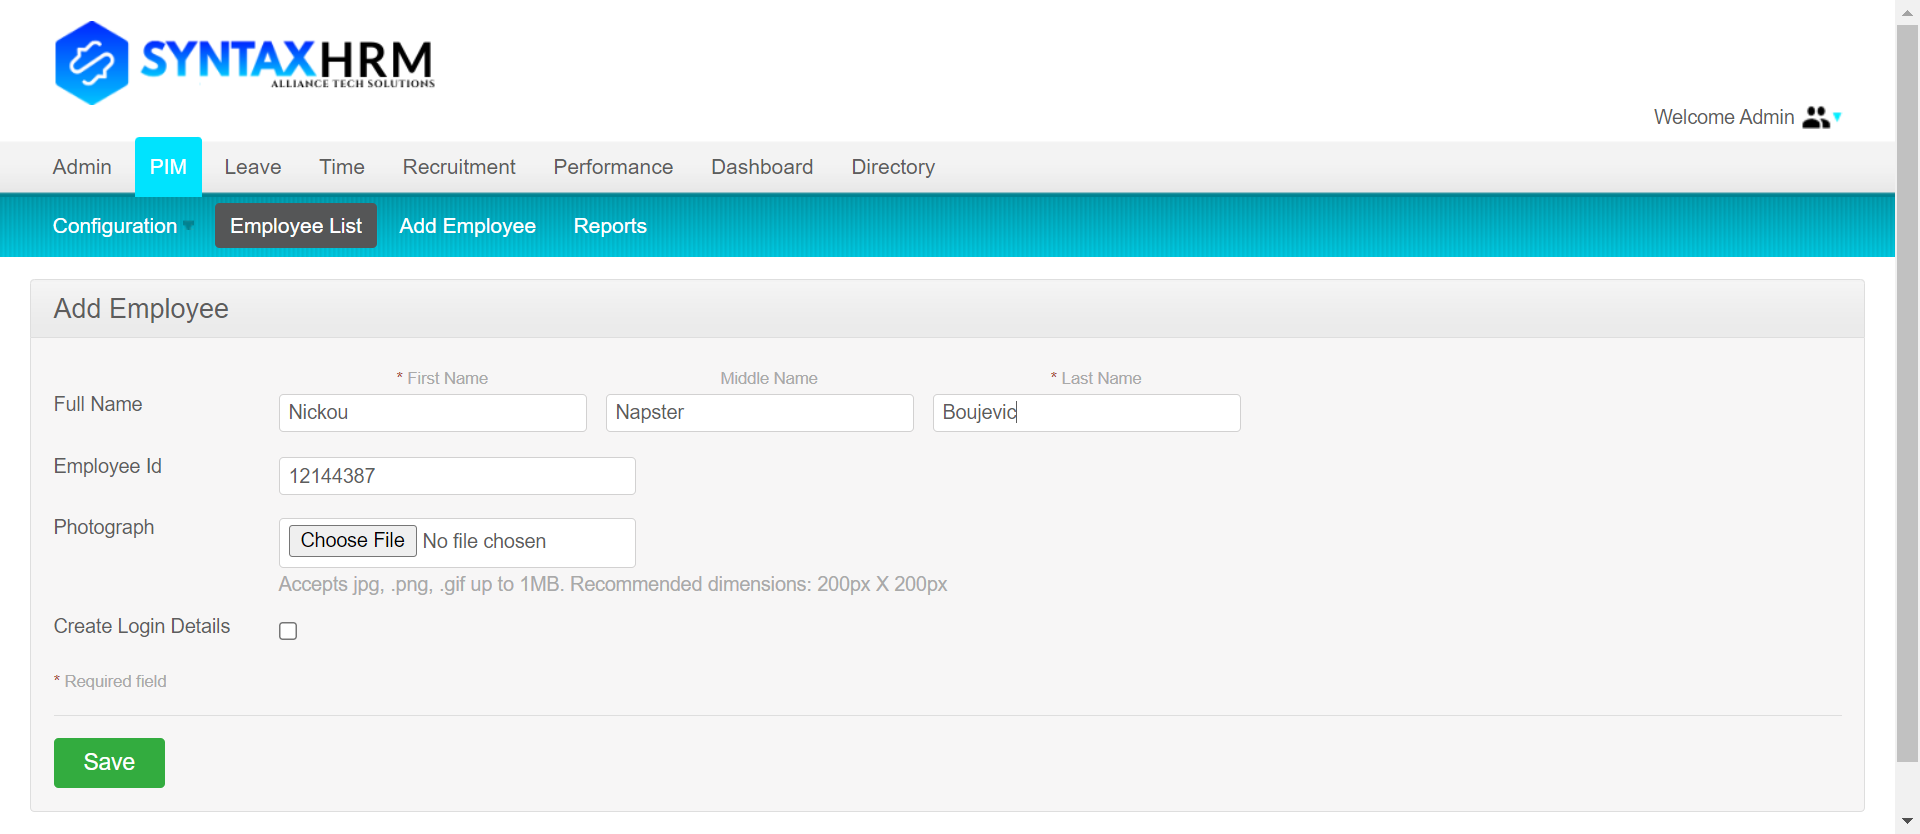 SYNTAXHRM
ALLIANCE TECH SOLUTIONS
Welcome Admin
Admin PIM Leave Time Recruitment Performance Dashboard Directory
Configuration Employee List Add Employee Reports
Add Employee
* First Name Middle Name * Last Name
Full Name Nickou Napster Boujevic
Employee Id 12144387
Photograph Choose File No file chosen
Accepts jpg, .png, .gif up to 1MB. Recommended dimensions: 200px X 200px
Create Login Details
* Required field
Save